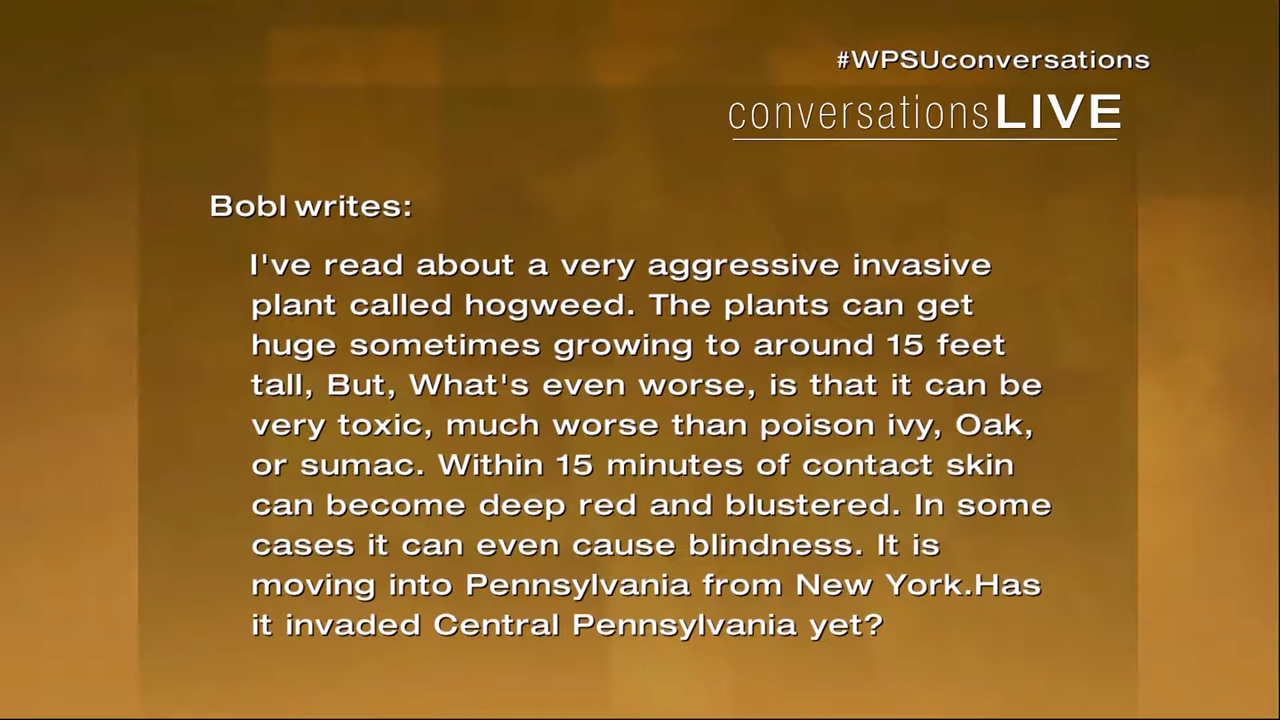 #WPSUconversations
conversationsLIVE
Bobl writes:
I've read about a very aggressive invasive
plant called hogweed. The plants can get
huge sometimes growing to around 15 feet
tall, But, What's even worse, is that it can be
very toxic, much worse than poison ivy, Oak,
or sumac. Within 15 minutes of contact skin
can become deep red and blustered. In some
cases it can even cause blindness. It is
moving into Pennsylvania from New York.Has
it invaded Central Pennsylvania yet?